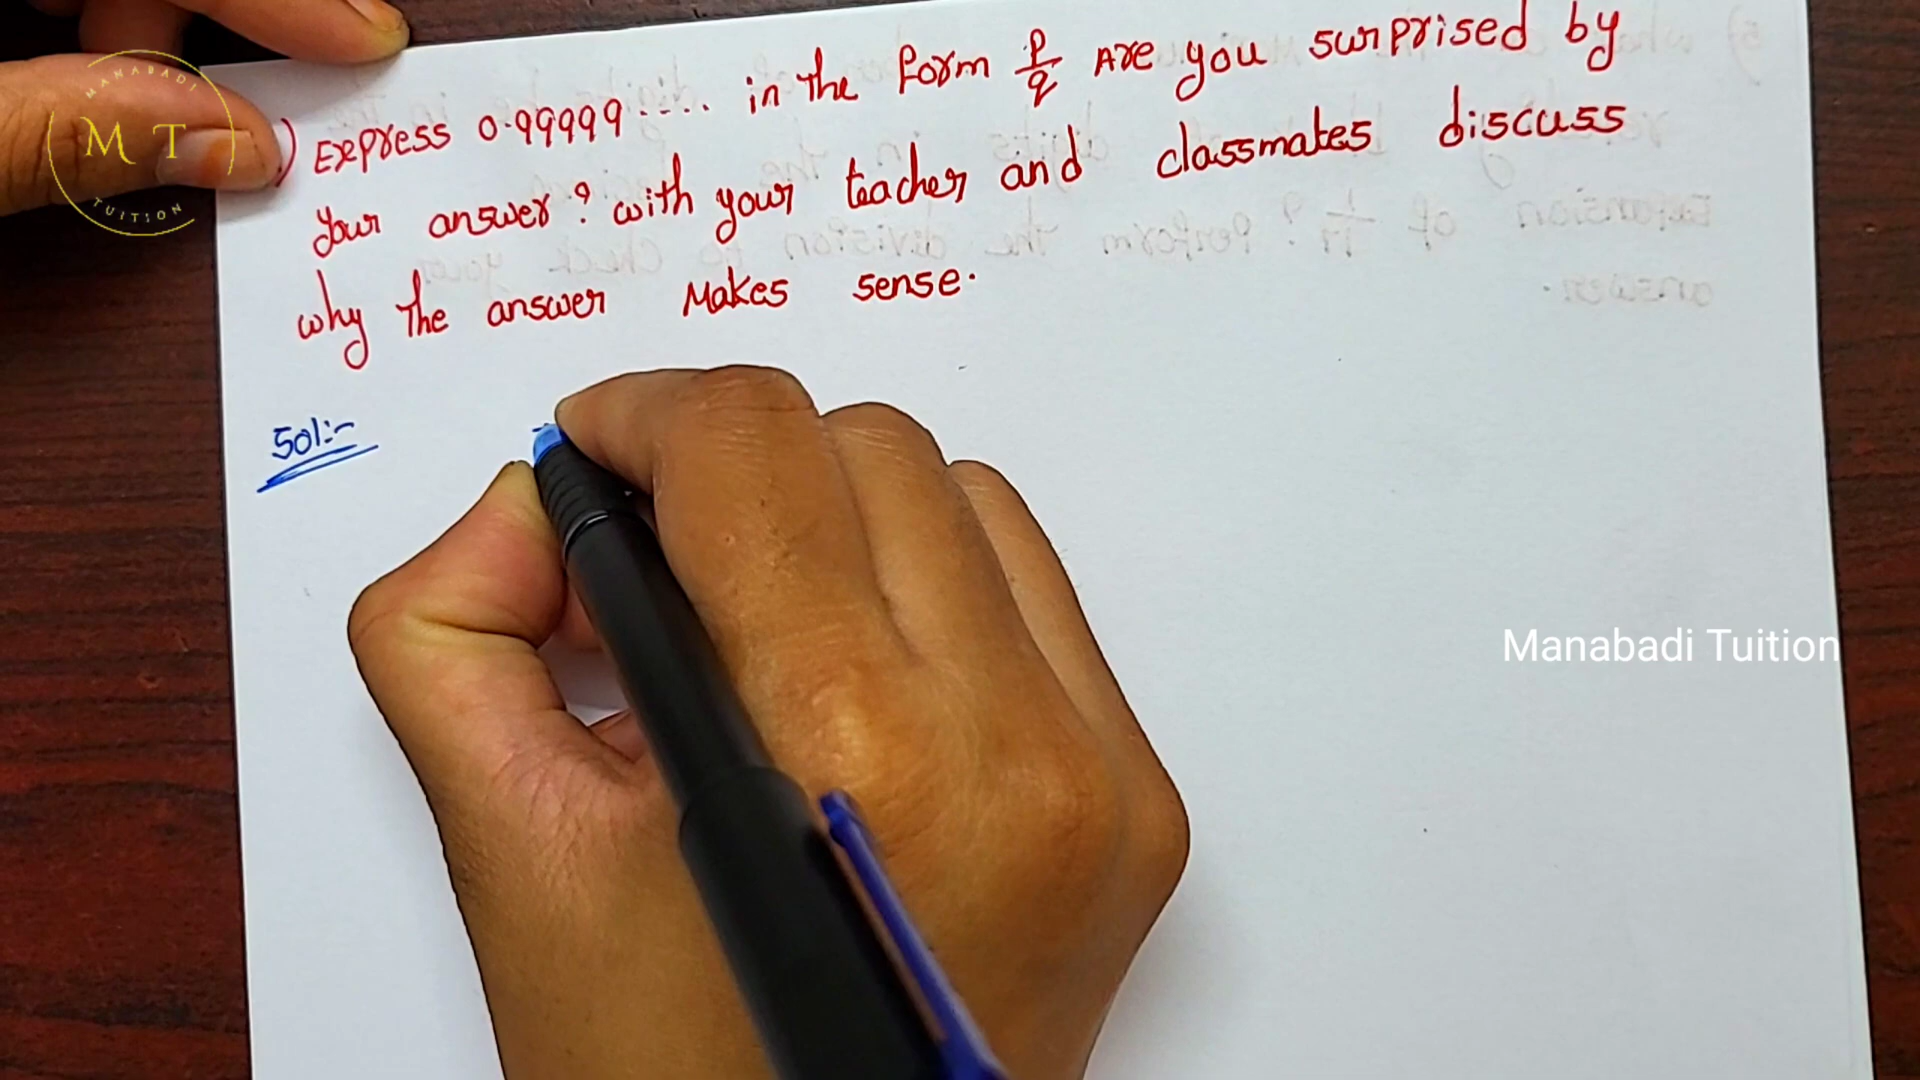 MANABADI
M T
TUITION
.) Express 0.99999..... in the form p/q Are you surprised by
your answer? with your teacher and classmates discuss
why the answer Makes sense.
Sol:-
Manabadi Tuition